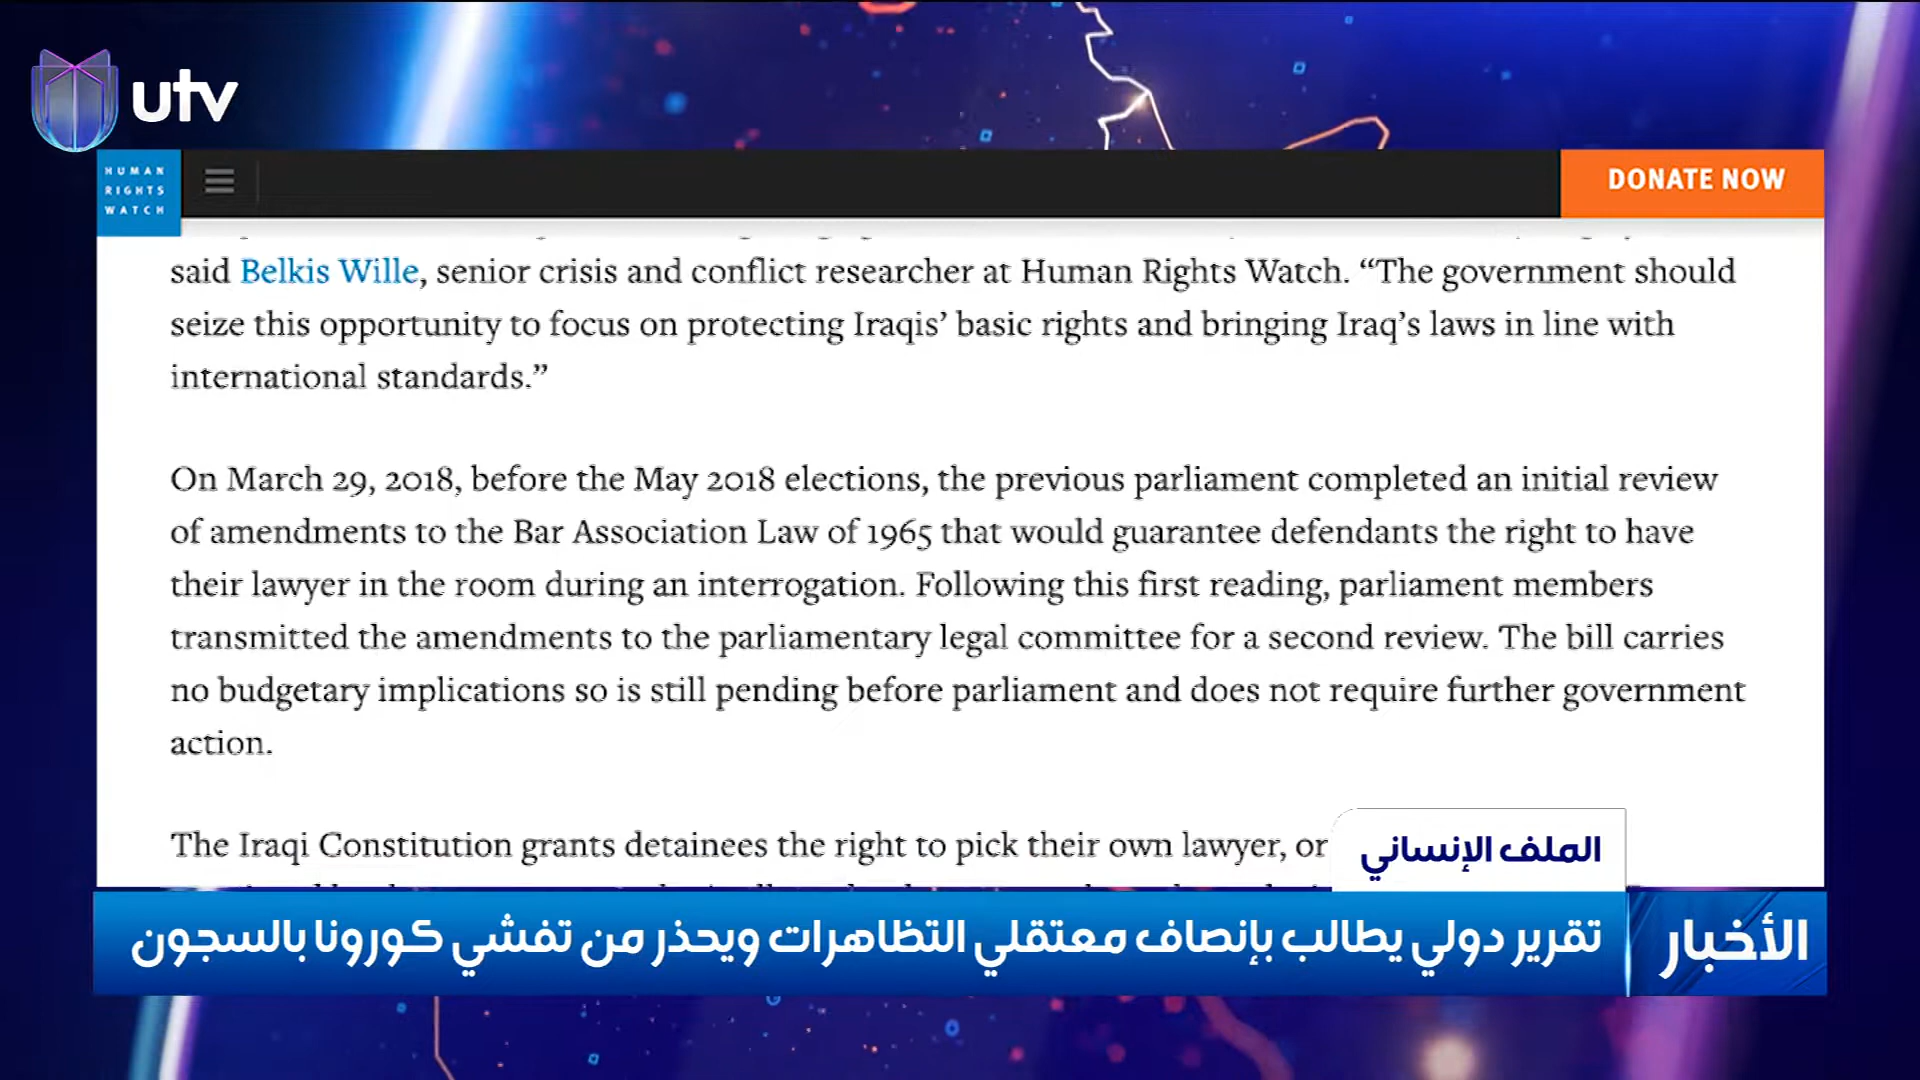 utv
HUMAN
RIGHTS
WATCH
DONATE NOW
said Belkis Wille, senior crisis and conflict researcher at Human Rights Watch. “The government should
seize this opportunity to focus on protecting Iraqis’ basic rights and bringing Iraq’s laws in line with
international standards.”
On March 29, 2018, before the May 2018 elections, the previous parliament completed an initial review
of amendments to the Bar Association Law of 1965 that would guarantee defendants the right to have
their lawyer in the room during an interrogation. Following this first reading, parliament members
transmitted the amendments to the parliamentary legal committee for a second review. The bill carries
no budgetary implications so is still pending before parliament and does not require further government
action.
The Iraqi Constitution grants detainees the right to pick their own lawyer, or
الملف الإنساني
الأخبار
تقرير دولي يطالب بإنصاف معتقلي التظاهرات ويحذر من تفشي كورونا بالسجون